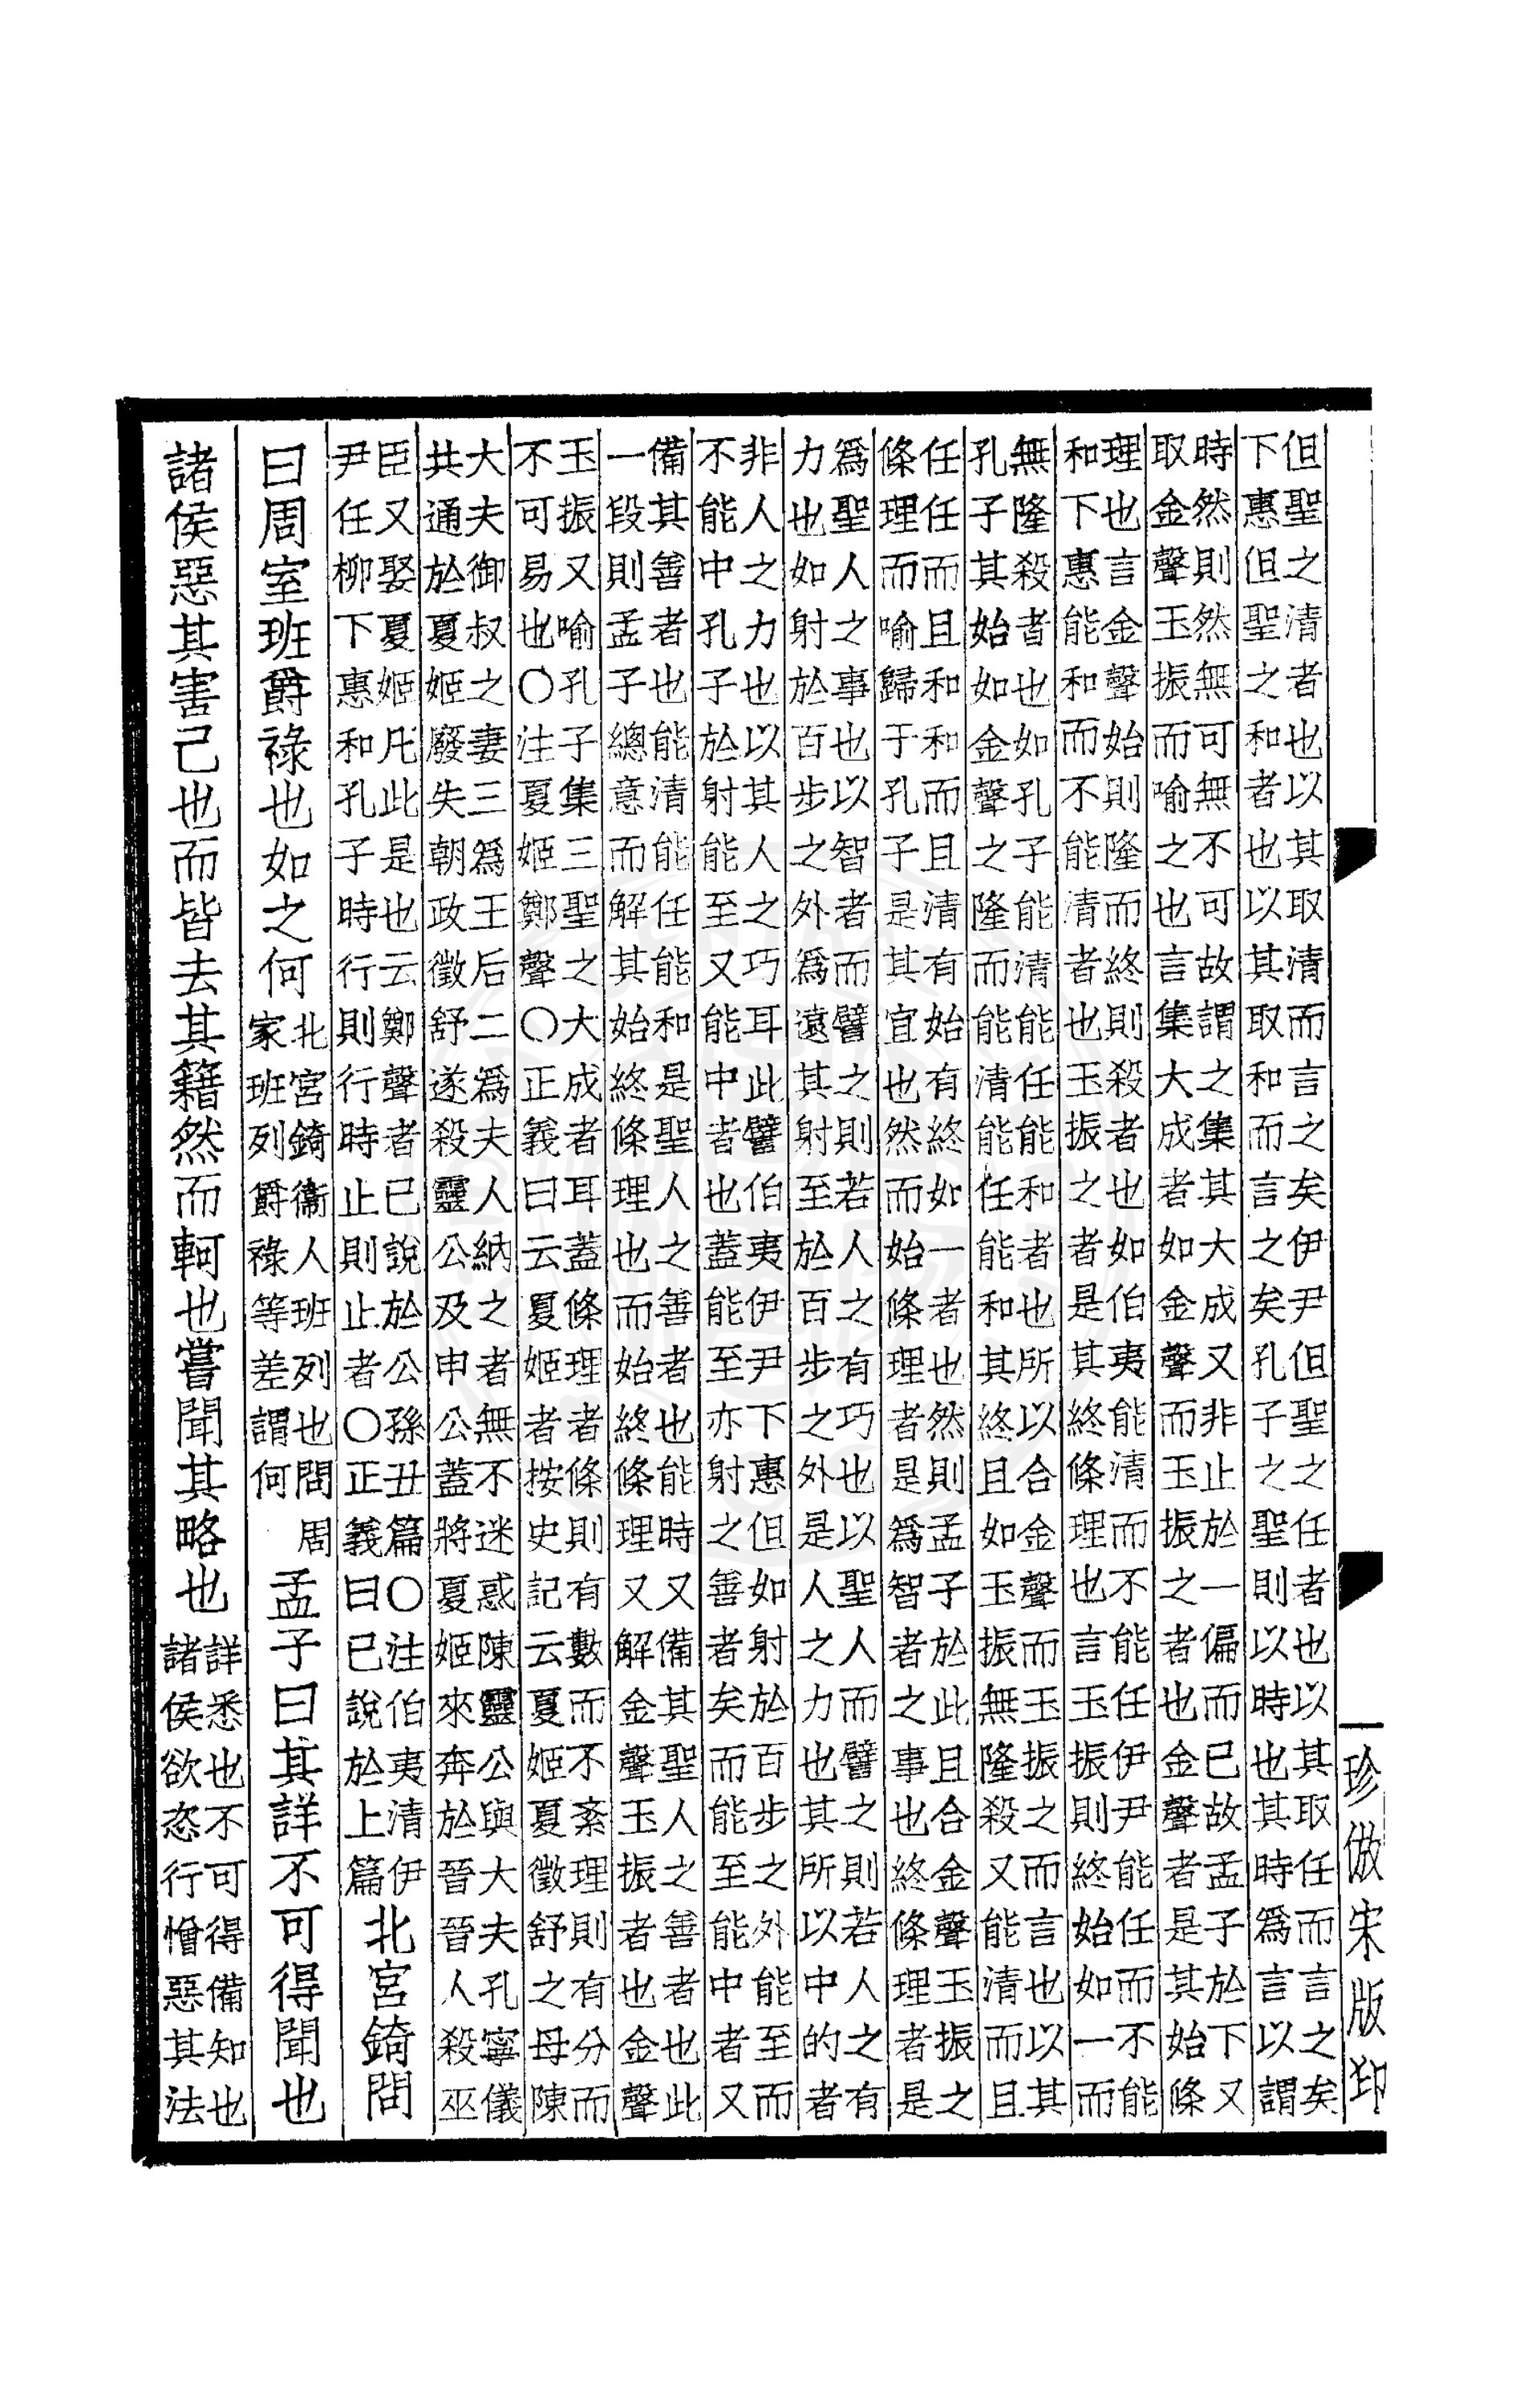 但聖之清者也以其取清而言之矣伊尹但聖之任者也以其取任而言之矣
下惠但聖之和者也以其取和而言之矣孔子之聖則以時也其時爲言以謂
時然則然無可無不可故謂之集其大成又非止於一偏而已故孟子於下又
取金聲玉振而喻之也言集大成者如金聲而玉振之者也金聲者是其始條
理也言金聲始則隆而終則殺者也如伯夷能清而不能任伊尹能任而不能
和下惠能和而不能清者也玉振之者是其終條理也言玉振則終始如一而
無隆殺者也如孔子能清能任能和者也所以合金聲而玉振之而言也以其
孔子其始如金聲之隆而能清能任能和其終且如玉振無隆殺又能清而且
任任而且和和而且清有始有終如一者也然則孟子於此且合金聲玉振之
條理而喻歸于孔子是其宜也然而始條理者是爲智者之事也終條理者是
爲聖人之事也以智者而譬之則若人之有巧也以聖人而譬之則若人之有
力也如射於百步之外爲遠其射至於百步之外是人之力也其所以中的者
非人之力也以其人之巧耳此譬伯夷伊尹下惠但如射於百步之外能至而
不能中孔子於射能至又能中者也蓋能至亦射之善者矣而能至能中者又
備其善者也能清能任能和是聖人之善者也能時又備其聖人之善者也此
一段則孟子總意而解其始終條理也而始終條理又解金聲玉振者也金聲
玉振又喻孔子集三聖之大成者耳蓋條理者條則有數而不紊理則有分而
不可易也〇注夏姬鄭聲〇正義曰云夏姬者按史記云夏姬夏徵舒之母陳
大夫御叔之妻三爲王后二爲夫人納之者無不迷惑陳靈公與大夫孔寧儀
共通於夏姬廢失朝政徵舒遂殺靈公及申公蓋將夏姬來奔於晉晉人殺巫
臣又娶夏姬凡此是也云鄭聲者已說於公孫丑篇〇注伯夷清伊
尹任柳下惠和孔子時行則行時止則止者〇正義曰已說於上篇
北宮錡問
曰周室班爵祿也如之何
北宮錡衞人班列也問周
家班列爵祿等差謂何
孟子曰其詳不可得聞也
諸侯惡其害己也而皆去其籍然而軻也嘗聞其略也
詳悉也不可得備知也
諸侯欲恣行憎惡其法
珍倣宋版印